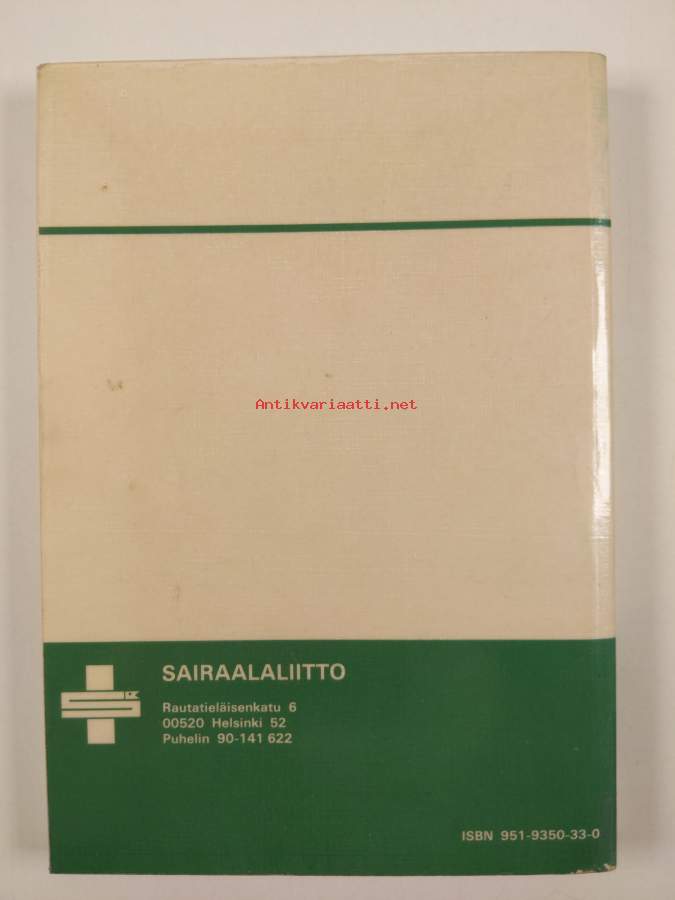 Antikvariaatti.net
SAIRAALALIITTO
Rautatieläisenkatu 6
00520 Helsinki 52
Puhelin 90-141 622
ISBN 951-9350-33-0